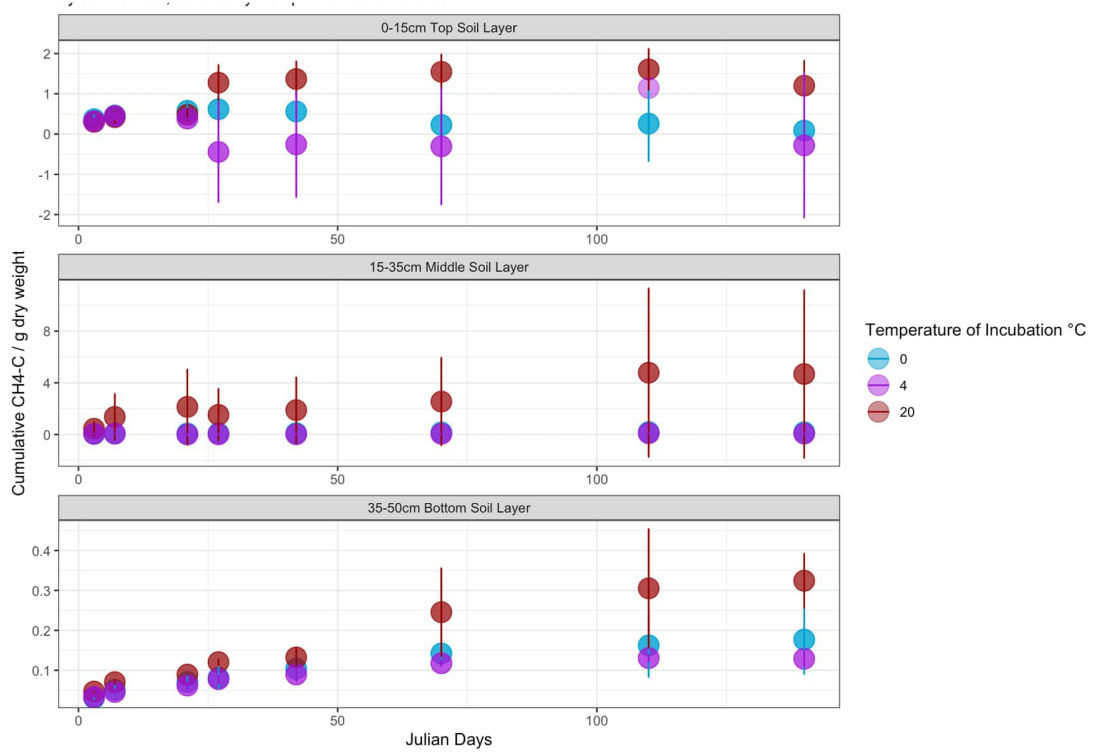 0-15cm Top Soil Layer
2
1
0
-1
-2
0 50 100
15-35cm Middle Soil Layer
8
4
0
0 50 100
35-50cm Bottom Soil Layer
0.4
0.3
0.2
0.1
0 50 100
Julian Days
Cumulative CH4-C / g dry weight
Temperature of Incubation °C
0
4
20